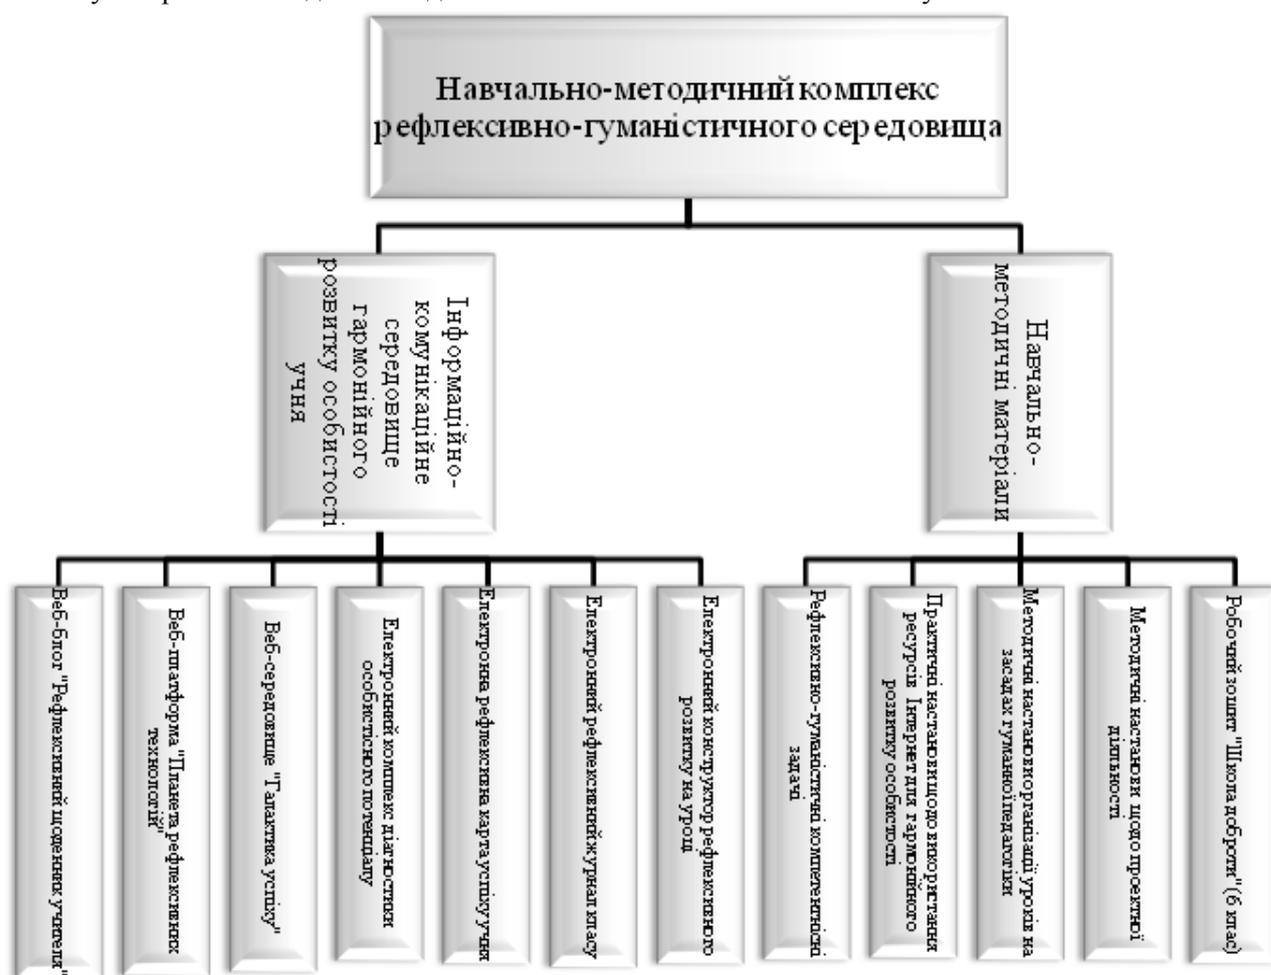 Навчально-методичний комплекс
рефлексивно-гуманістичного середовища
Інформаційно-
комунікаційне
середовище
гармонійного
розвитку особистості
учня
Навчально-
методичні матеріали
Веб-блог "Рефлексивний щоденник учителя"
Веб-платформа "Планета рефлексивних
технологій"
Веб-середовище "Галактика успіху"
Електронний комплекс діагностики
особистісного потенціалу
Електронна рефлексивна карта успіху учня
Електронний рефлексивний журнал класу
Електронний конструктор рефлексивного
розвитку на уроці
Рефлексивно-гуманістичні компетентнісні
задачі
Практичні настанови щодо використання
ресурсів Інтернет для гармонійного
розвитку особистості
Методичні настанови організації уроків на
засадах гуманної педагогіки
Методичні настанови щодо проектної
діяльності
Робочий зошит "Школа доброти" (6 клас)